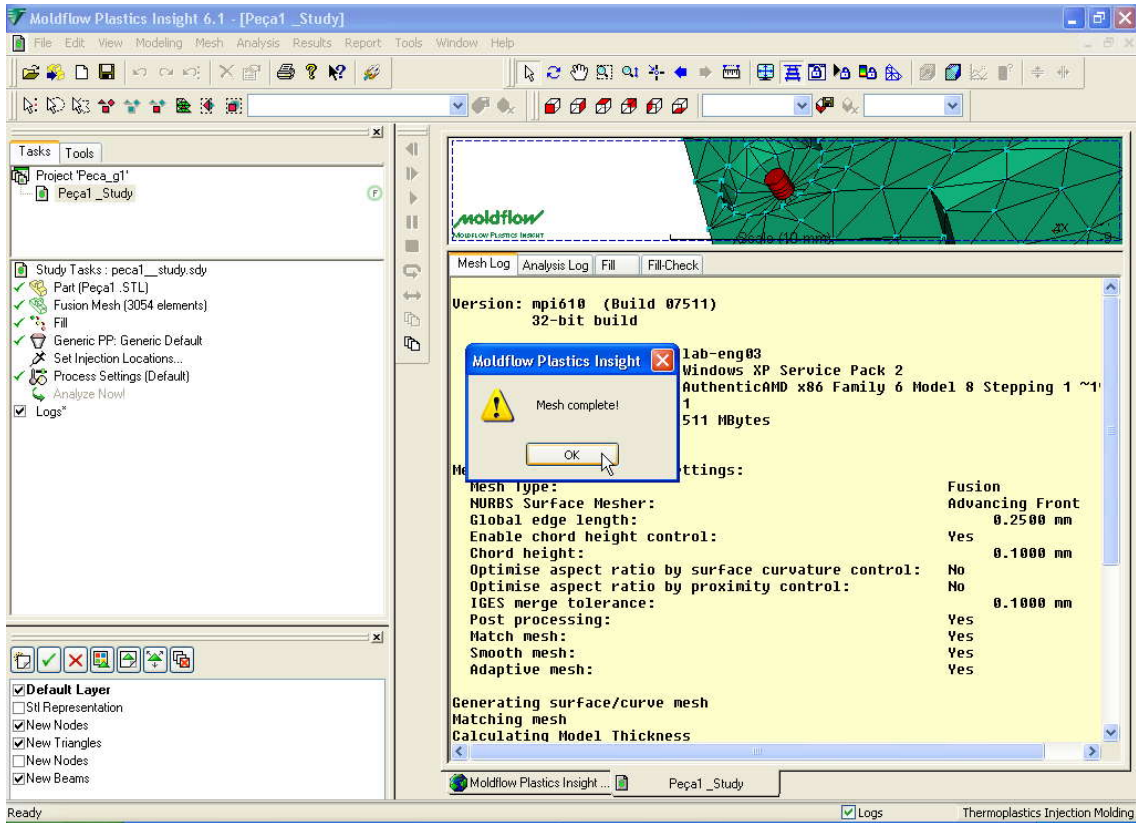 Moldflow Plastics Insight 6.1 - [Peça1 _Study]
File Edit View Modeling Mesh Analysis Results Report Tools Window Help
Tasks Tools
Project 'Peca_g1'
Peça1 _Study
F
Study Tasks : peca1__study.sdy
Part (Peça1 .STL)
Fusion Mesh (3054 elements)
Fill
Generic PP: Generic Default
Set Injection Locations...
Process Settings (Default)
Analyze Now!
Logs*
Default Layer
Stl Representation
New Nodes
New Triangles
New Nodes
New Beams
moldflow
MOLDFLOW PLASTICS INSIGHT
Scale (10 mm)
Mesh Log Analysis Log Fill Fill-Check
Version: mpi610 (Build 07511)
32-bit build
lab-eng03
Windows XP Service Pack 2
AuthenticAMD x86 Family 6 Model 8 Stepping 1 ~1
1
511 MBytes
Moldflow Plastics Insight
Mesh complete!
OK
ttings:
Mesh Type: Fusion
NURBS Surface Mesher: Advancing Front
Global edge length: 0.2500 mm
Enable chord height control: Yes
Chord height: 0.1000 mm
Optimise aspect ratio by surface curvature control: No
Optimise aspect ratio by proximity control: No
IGES merge tolerance: 0.1000 mm
Post processing: Yes
Match mesh: Yes
Smooth mesh: Yes
Adaptive mesh: Yes
Generating surface/curve mesh
Matching mesh
Calculating Model Thickness
Moldflow Plastics Insight ... Peça1 _Study
Ready Logs Thermoplastics Injection Molding